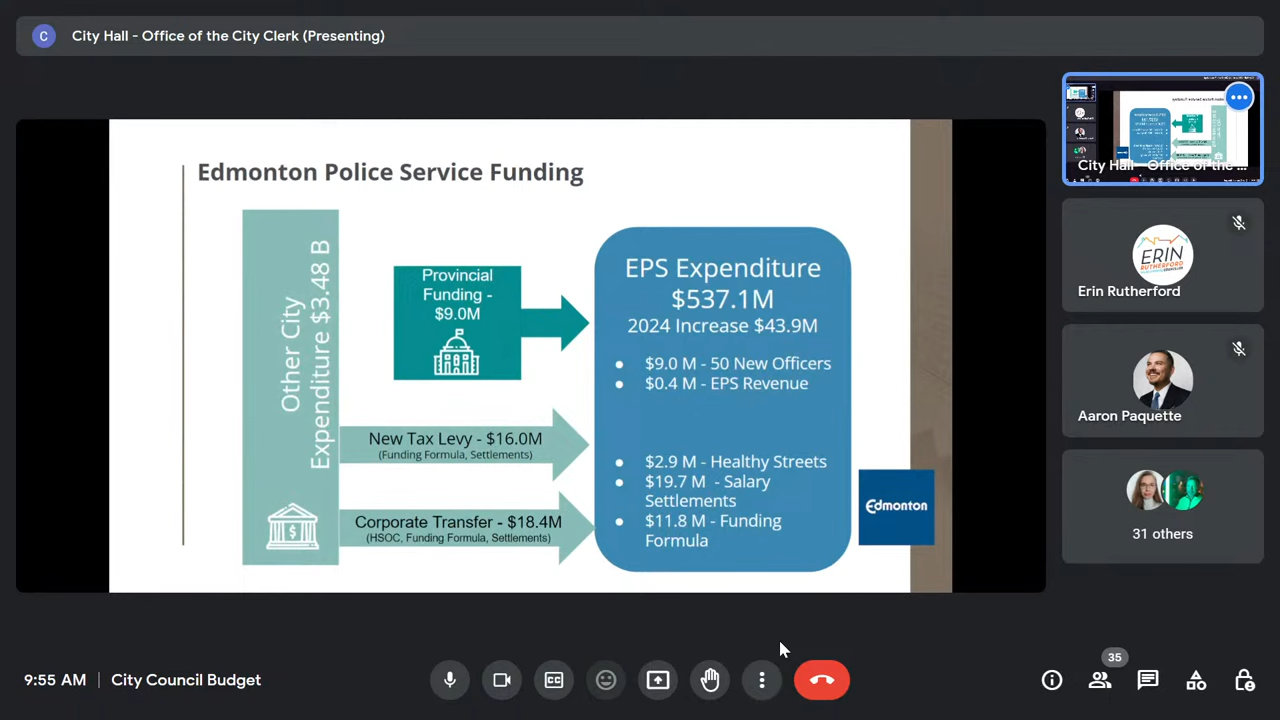 C
City Hall - Office of the City Clerk (Presenting)
Edmonton Police Service Funding
Other City
Expenditure $3.48 B
Provincial
Funding -
$9.0M
New Tax Levy - $16.0M
(Funding Formula, Settlements)
Corporate Transfer - $18.4M
(HSOC, Funding Formula, Settlements)
$
EPS Expenditure
$537.1M
2024 Increase $43.9M
● $9.0 M - 50 New Officers
● $0.4 M - EPS Revenue
● $2.9 M - Healthy Streets
● $19.7 M - Salary
Settlements
● $11.8 M - Funding
Formula
Edmonton
City Hall - Office of the ...
ERIN
RUTHERFORD
Erin Rutherford
Aaron Paquette
31 others
9:55 AM | City Council Budget
CC
35